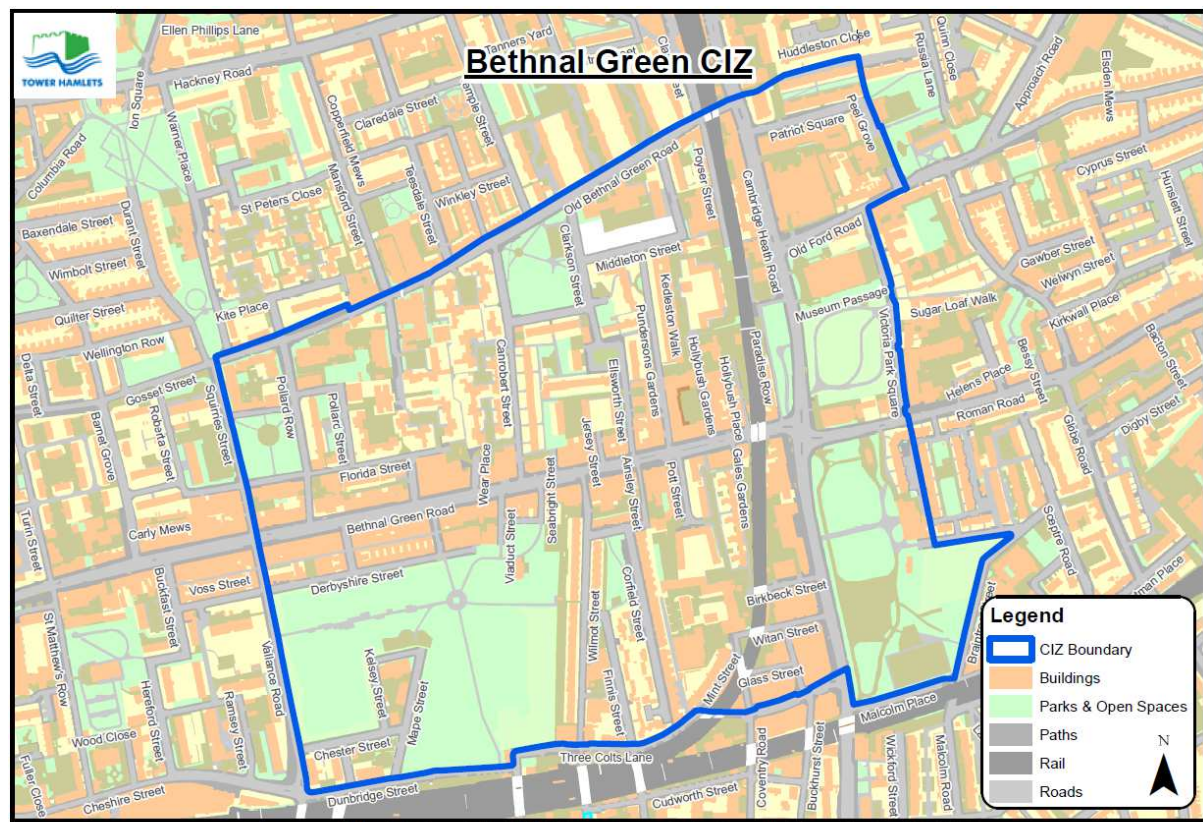 TOWER HAMLETS
Bethnal Green CIZ
Ellen Phillips Lane
Hackney Road
Ion Square
Columbia Road
Warner Place
Copperfield Mews
Claredale Street
Tanners Yard
Huddleston Close
Quinn Close
Russia Lane
Approach Road
Elsden Mews
Peel Grove
Patriot Square
Cyprus Street
Hunslett Street
Baxendale Street
Durant Street
St Peters Close
Mansford Street
Teesdale Street
Winkley Street
Old Bethnal Green Road
Poyser Street
Cambridge Heath Road
Old Ford Road
Gawber Street
Welwyn Street
Wimbolt Street
Quilter Street
Kite Place
Clarkson Street
Middleton Street
Kedleston Walk
Museum Passage
Sugar Loaf Walk
Kirkwall Place
Wellington Row
Delta Street
Gosset Street
Squirries Street
Pollard Row
Pollard Street
Canrobert Street
Ellsworth Street
Pundersons Gardens
Hollybush Gardens
Hollybush Place
Paradise Row
Victoria Park Square
Helens Place
Bessy Street
Bacton Street
Roman Road
Digby Street
Globe Road
Barnet Grove
Roberta Street
Florida Street
Wear Place
Jersey Street
Ainsley Street
Pott Street
Gales Gardens
Seabright Street
Viaduct Street
Bethnal Green Road
Turin Street
Carly Mews
Voss Street
Buckfast Street
Derbyshire Street
Corfield Street
Wilmot Street
Birkbeck Street
Witan Street
Sceptre Road
St Matthew's Row
Hereford Street
Ramsey Street
Vallance Road
Kelsey Street
Mape Street
Finnis Street
Mint Street
Glass Street
Malcolm Place
Wood Close
Chester Street
Fuller Close
Cheshire Street
Dunbridge Street
Three Colts Lane
Cudworth Street
Coventry Road
Buckhurst Street
Wickford Street
Malcolm Road
Legend
CIZ Boundary
Buildings
Parks & Open Spaces
Paths
Rail
Roads
N